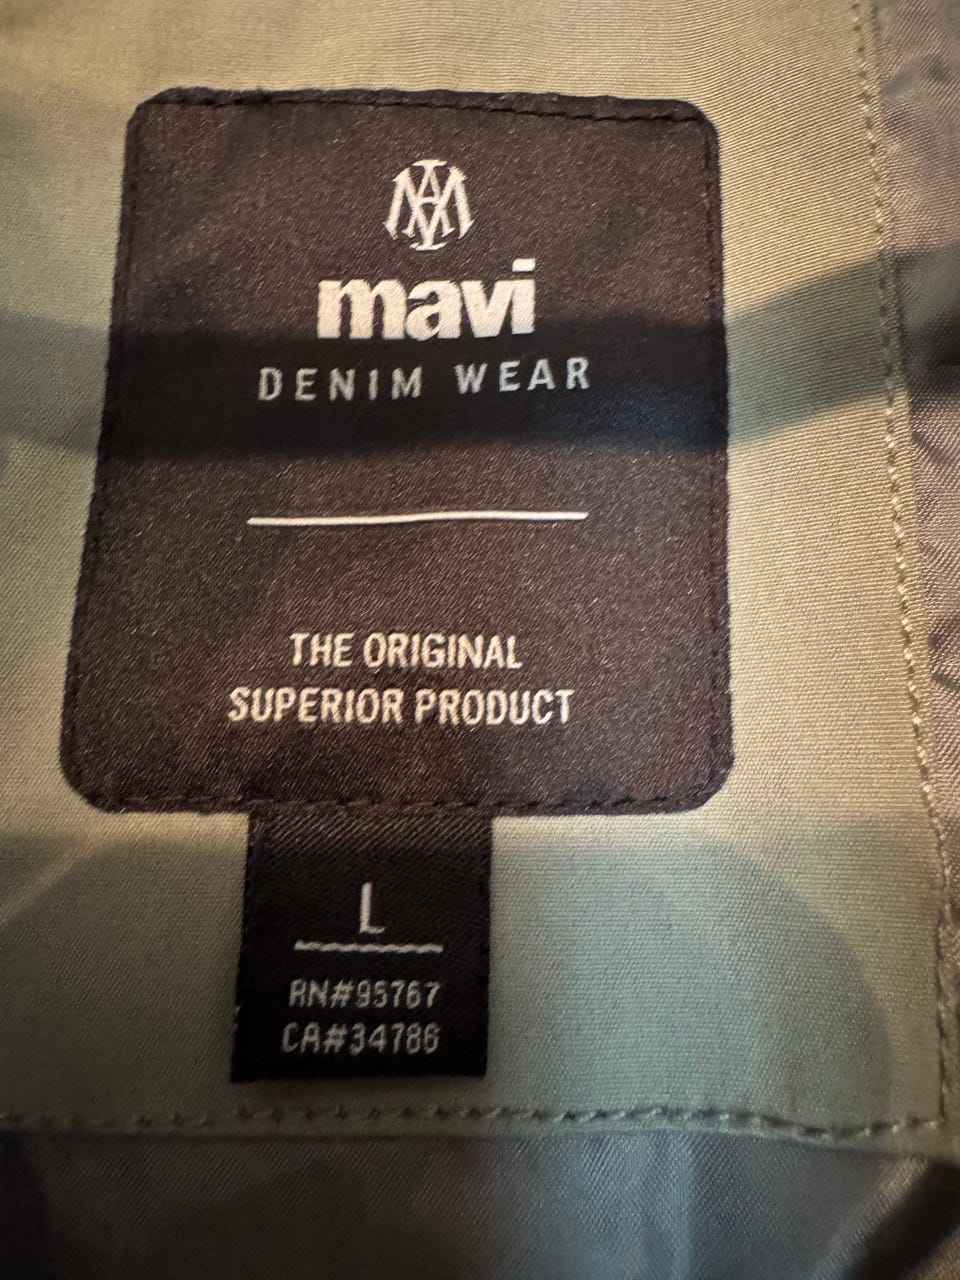 mavi
DENIM WEAR
THE ORIGINAL
SUPERIOR PRODUCT
L
RN#95767
CA#34786